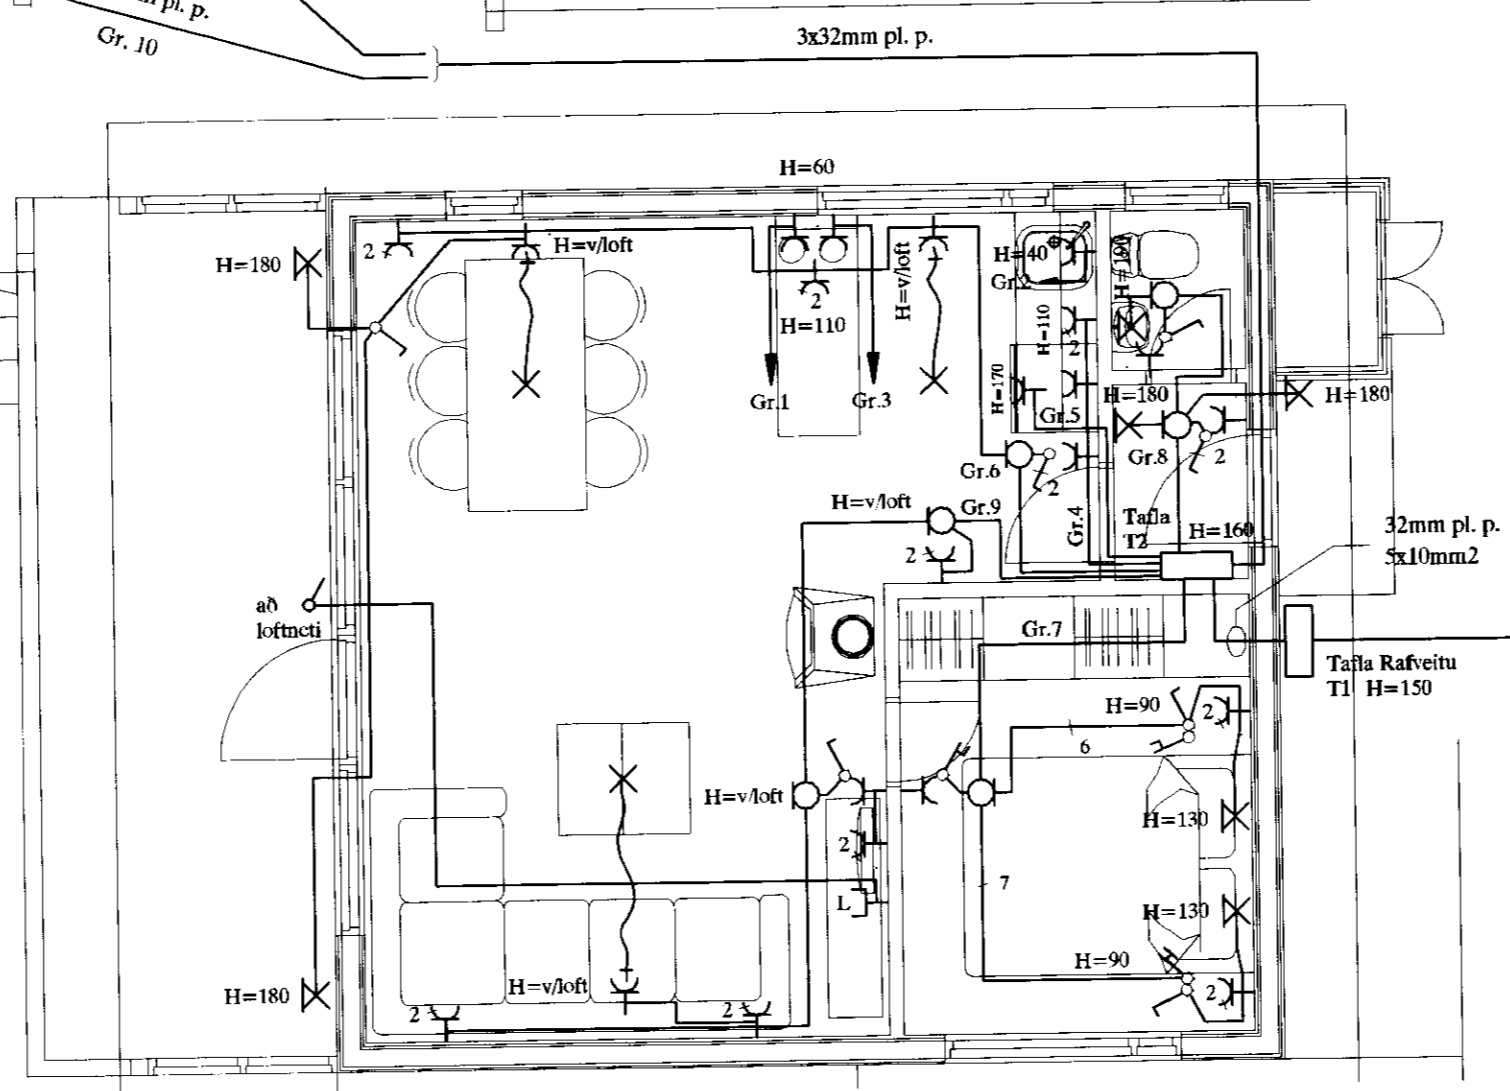 pl. p.
Gr. 10
3x32mm pl. p.
H=60
H=180
2
H=v/loft
H=v/loft
2
H=110
Gr.1
Gr.3
H=40
Gr.2
H=110
2
H=170
Gr.5
H=180
H=180
Gr.8
2
Gr.6
2
Gr.4
H=v/loft
Gr.9
2
Tafla
T2
H=160
32mm pl. p.
5x10mm2
að
loftneti
Gr.7
Tafla Rafveitu
T1 H=150
H=90
2
6
H=v/loft
H=130
2
7
L
H=130
H=90
H=180
H=v/loft
2
2
2